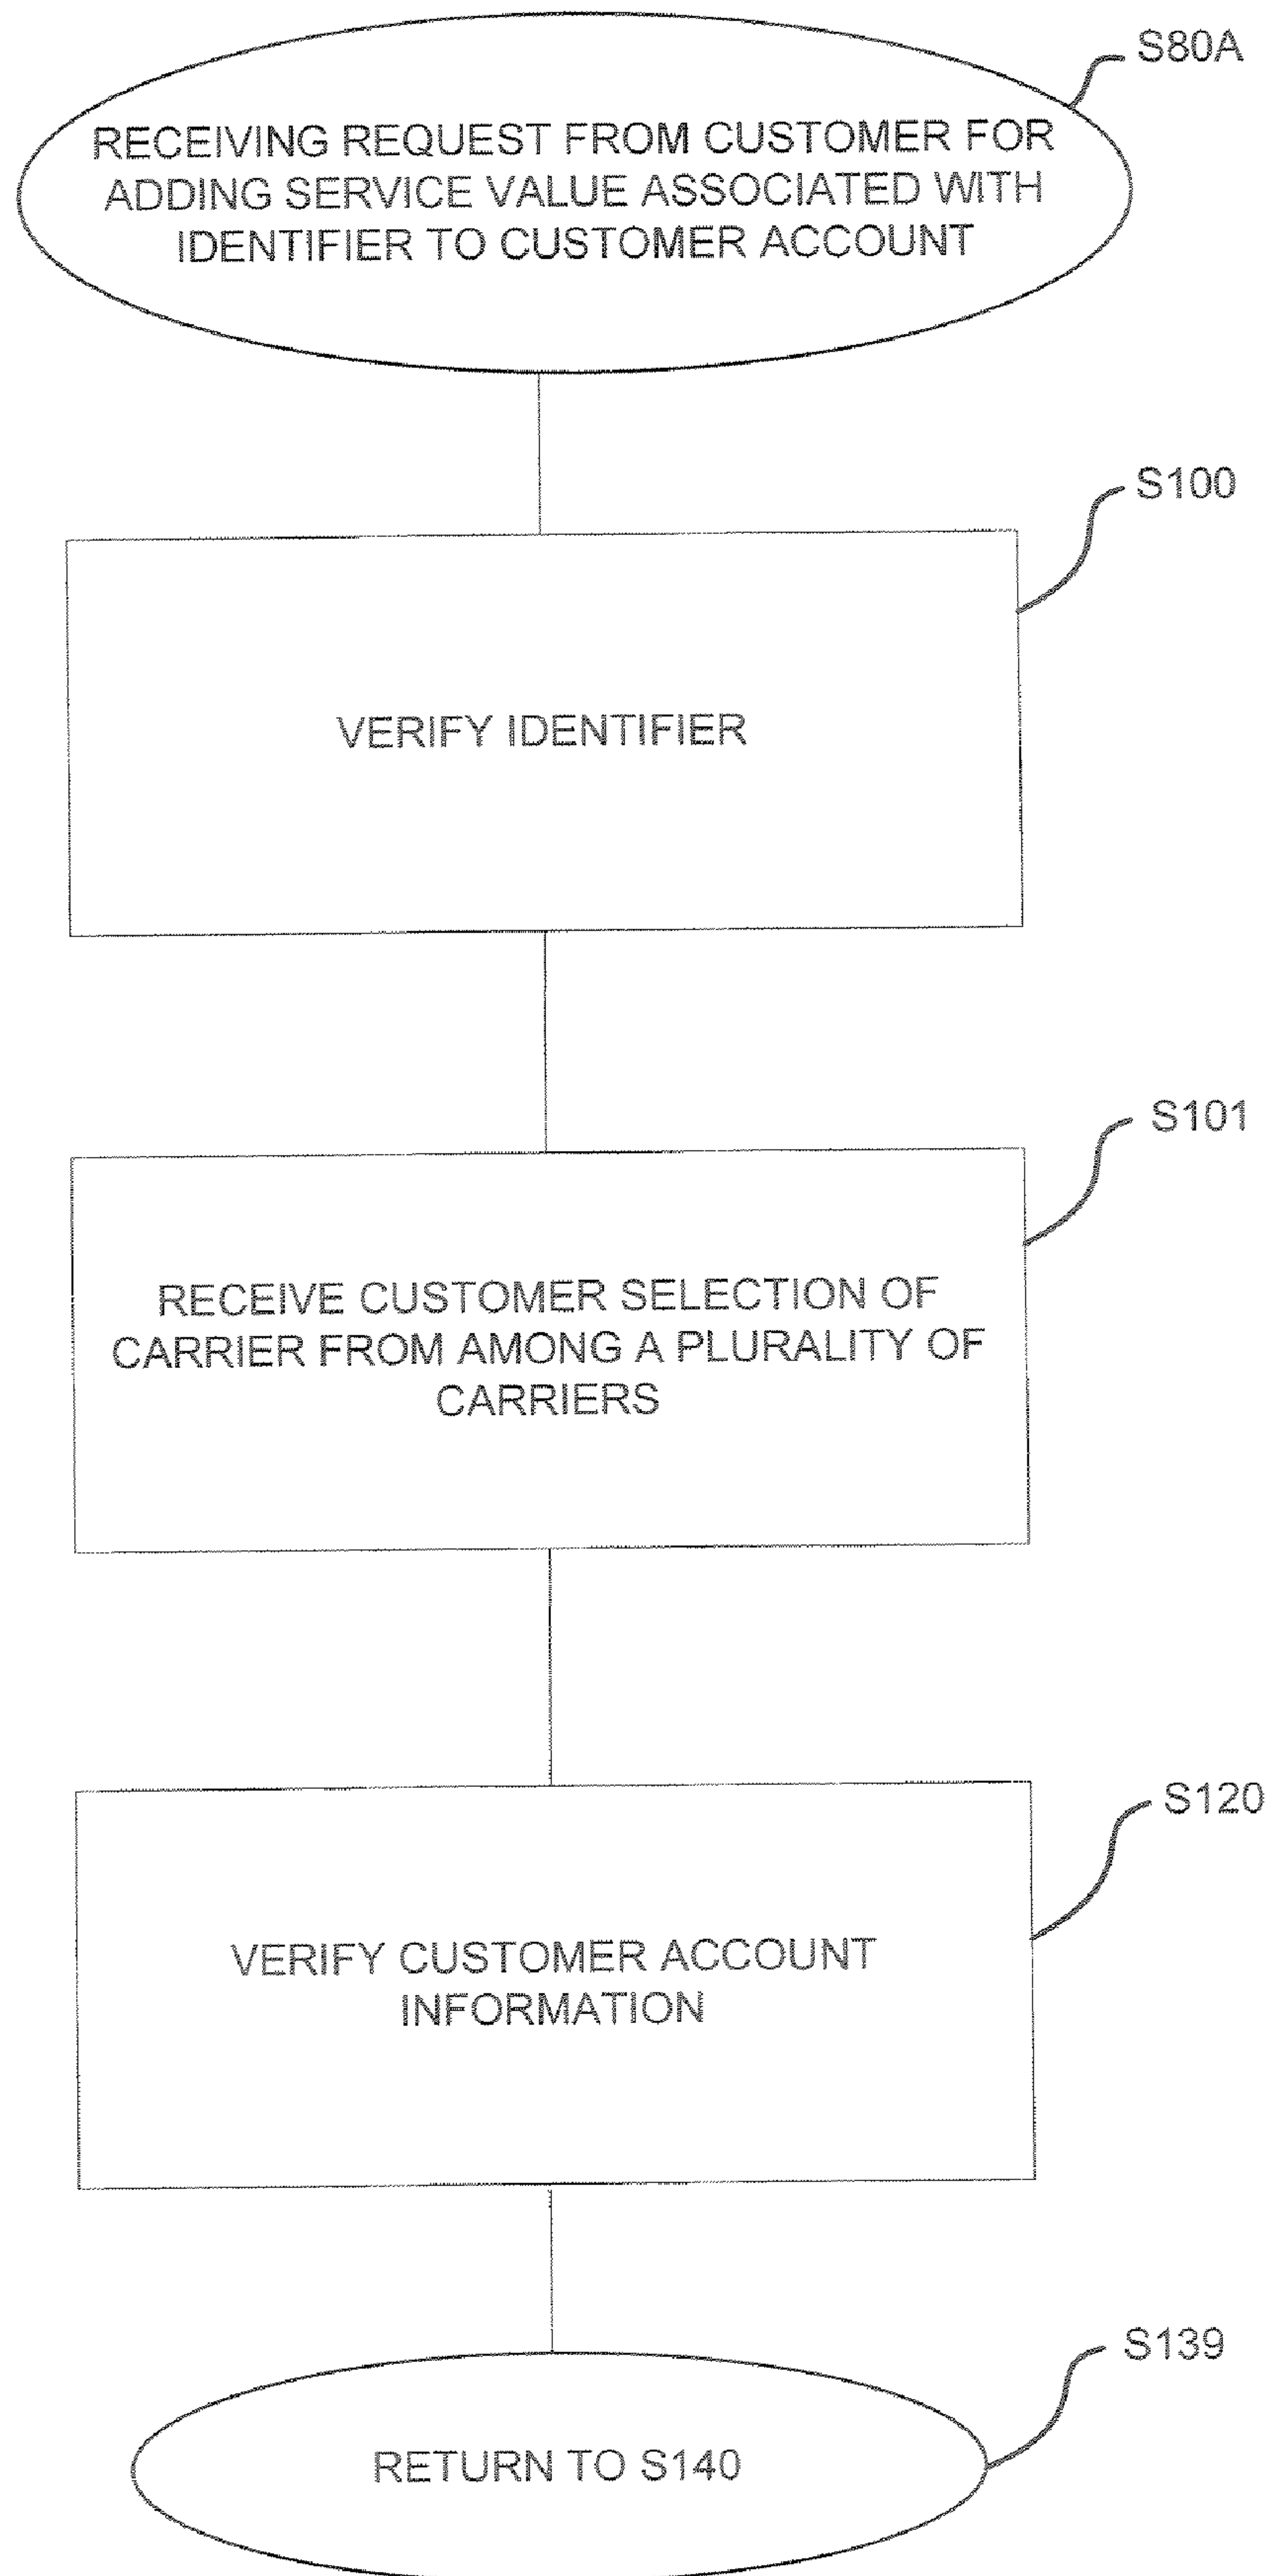 S80A
RECEIVING REQUEST FROM CUSTOMER FOR
ADDING SERVICE VALUE ASSOCIATED WITH
IDENTIFIER TO CUSTOMER ACCOUNT
S100
VERIFY IDENTIFIER
S101
RECEIVE CUSTOMER SELECTION OF
CARRIER FROM AMONG A PLURALITY OF
CARRIERS
S120
VERIFY CUSTOMER ACCOUNT
INFORMATION
S139
RETURN TO S140